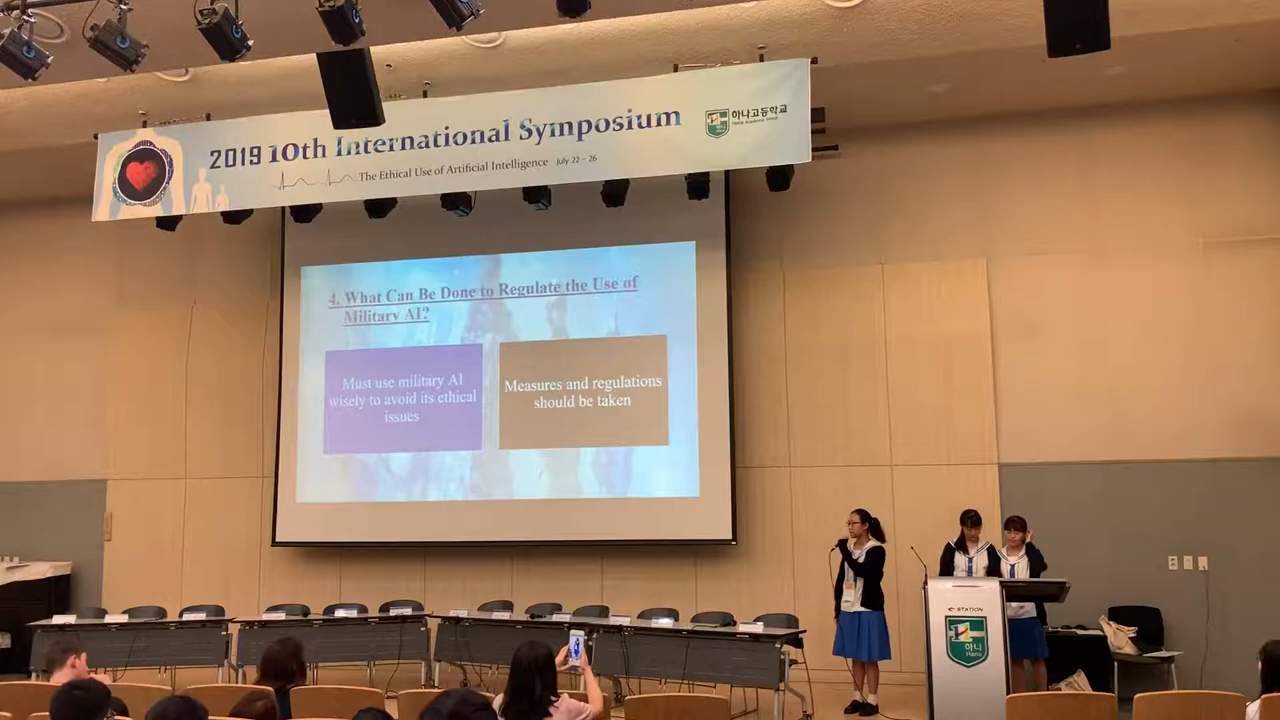 2019 10th International Symposium
The Ethical Use of Artificial Intelligence July 22 - 26
하나고등학교
4. What Can Be Done to Regulate the Use of
Military AI?
Must use military AI
wisely to avoid its ethical
issues
Measures and regulations
should be taken
e-STATION
하나
Hana